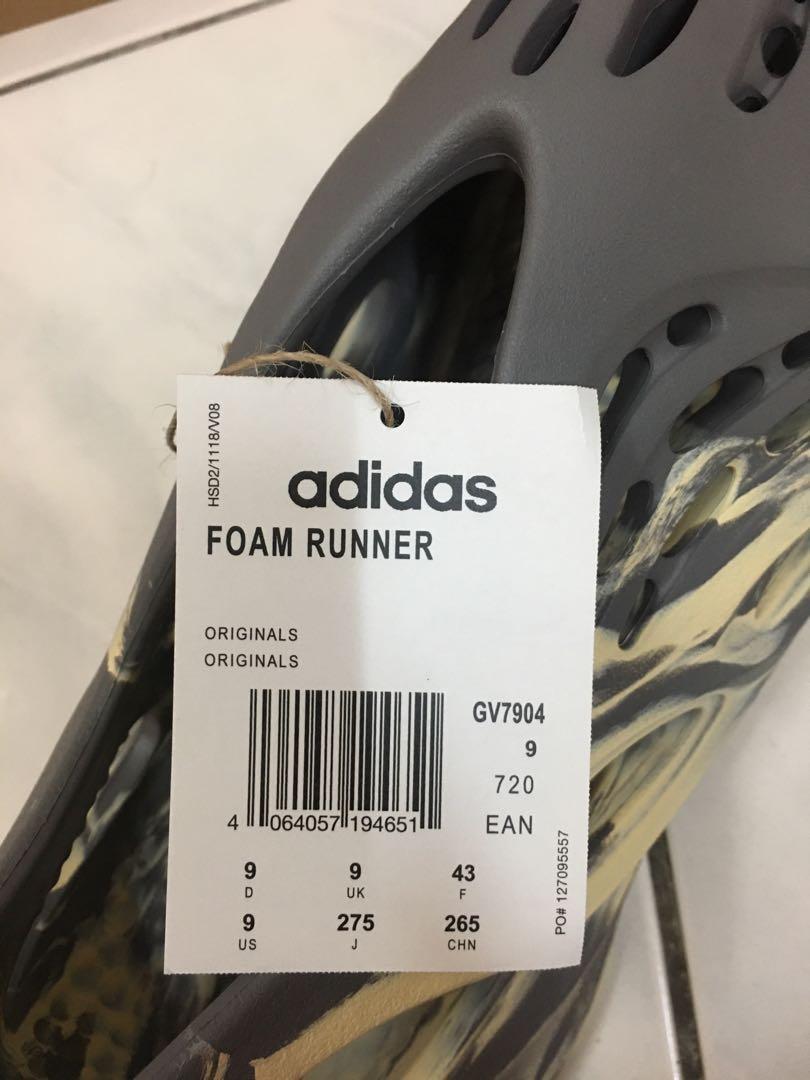 HSD2/1118/V08
adidas
FOAM RUNNER
ORIGINALS
ORIGINALS
GV7904
9
720
EAN
4 064057 194651
9 9 43
D UK F
9 275 265
US J CHN
PO# 127095557